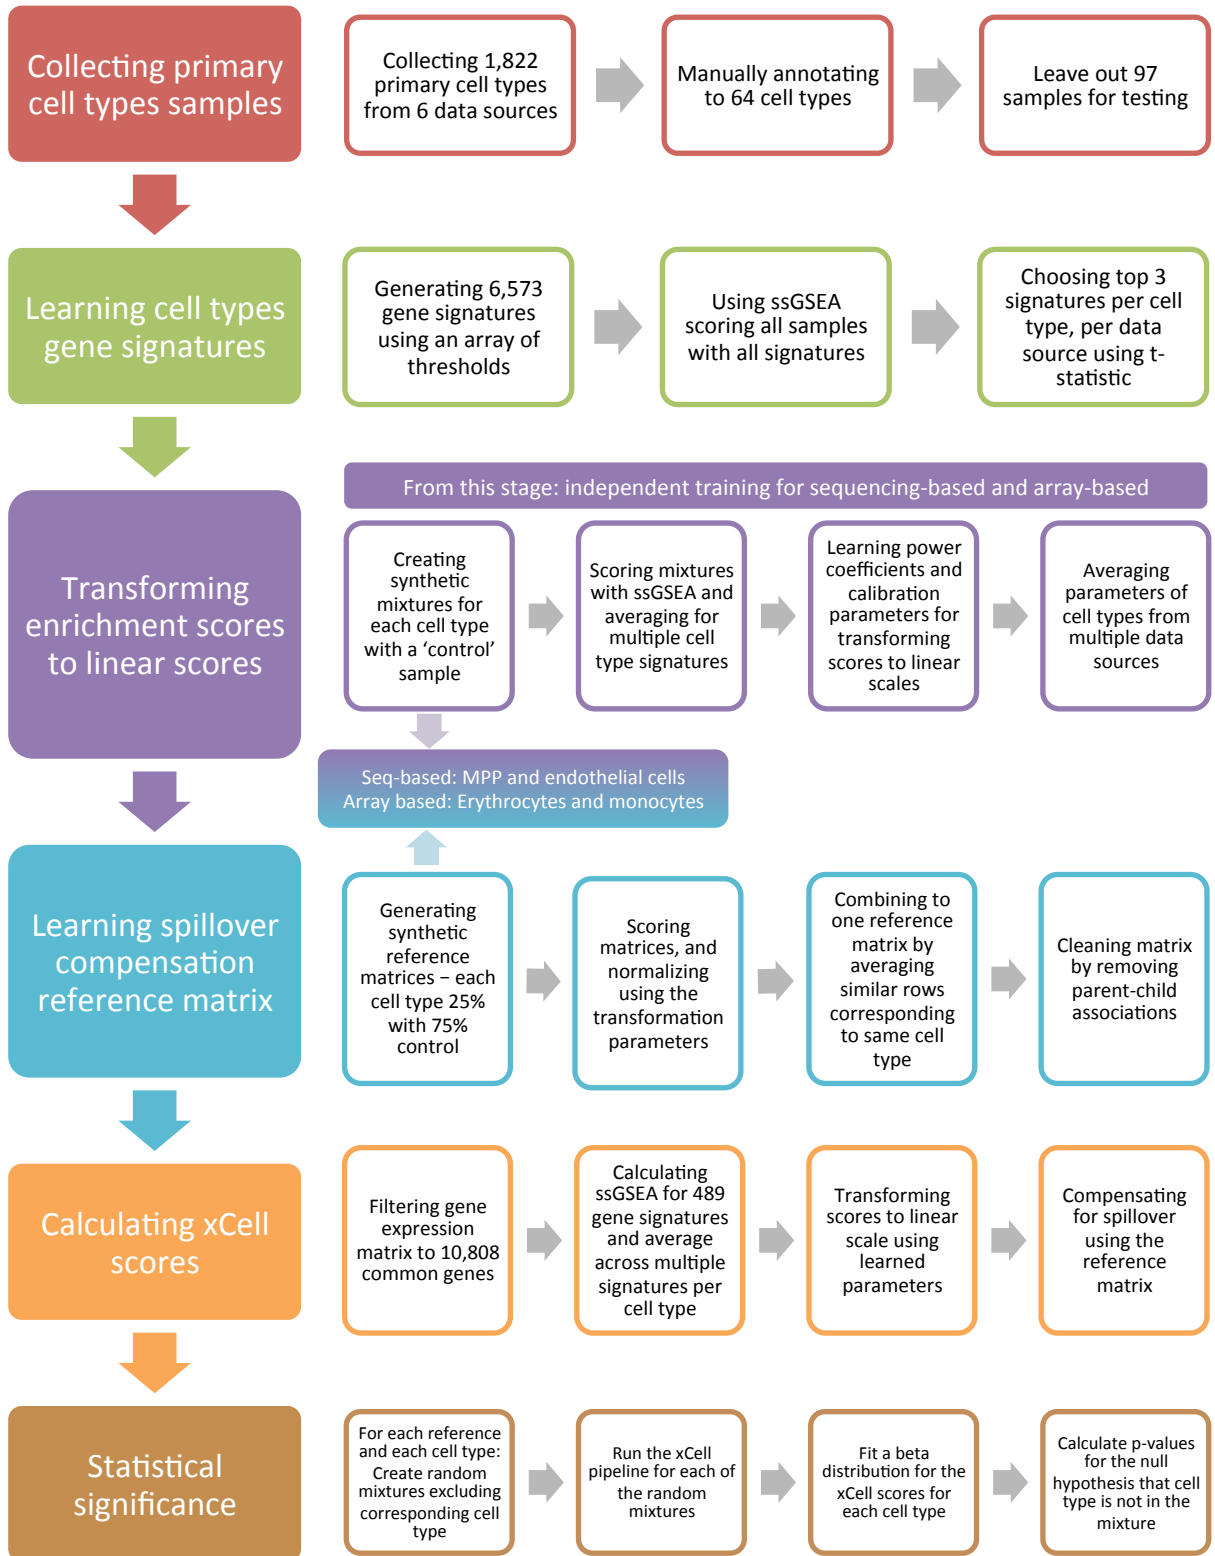 Collecting primary
cell types samples
Collecting 1,822
primary cell types
from 6 data sources
Manually annotating
to 64 cell types
Leave out 97
samples for testing
Learning cell types
gene signatures
Generating 6,573
gene signatures
using an array of
thresholds
Using ssGSEA
scoring all samples
with all signatures
Choosing top 3
signatures per cell
type, per data
source using t-
statistic
Transforming
enrichment scores
to linear scores
From this stage: independent training for sequencing-based and array-based
Creating
synthetic
mixtures for
each cell type
with a ‘control’
sample
Scoring mixtures
with ssGSEA and
averaging for
multiple cell
type signatures
Learning power
coefficients and
calibration
parameters for
transforming
scores to linear
scales
Averaging
parameters of
cell types from
multiple data
sources
Seq-based: MPP and endothelial cells
Array based: Erythrocytes and monocytes
Learning spillover
compensation
reference matrix
Generating
synthetic
reference
matrices – each
cell type 25%
with 75%
control
Scoring
matrices, and
normalizing
using the
transformation
parameters
Combining to
one reference
matrix by
averaging
similar rows
corresponding
to same cell
type
Cleaning matrix
by removing
parent-child
associations
Calculating xCell
scores
Filtering gene
expression
matrix to 10,808
common genes
Calculating
ssGSEA for 489
gene signatures
and average
across multiple
signatures per
cell type
Transforming
scores to linear
scale using
learned
parameters
Compensating
for spillover
using the
reference
matrix
Statistical
significance
For each reference
and each cell type:
Create random
mixtures excluding
corresponding cell
type
Run the xCell
pipeline for each of
the random
mixtures
Fit a beta
distribution for the
xCell scores for
each cell type
Calculate p-values
for the null
hypothesis that cell
type is not in the
mixture